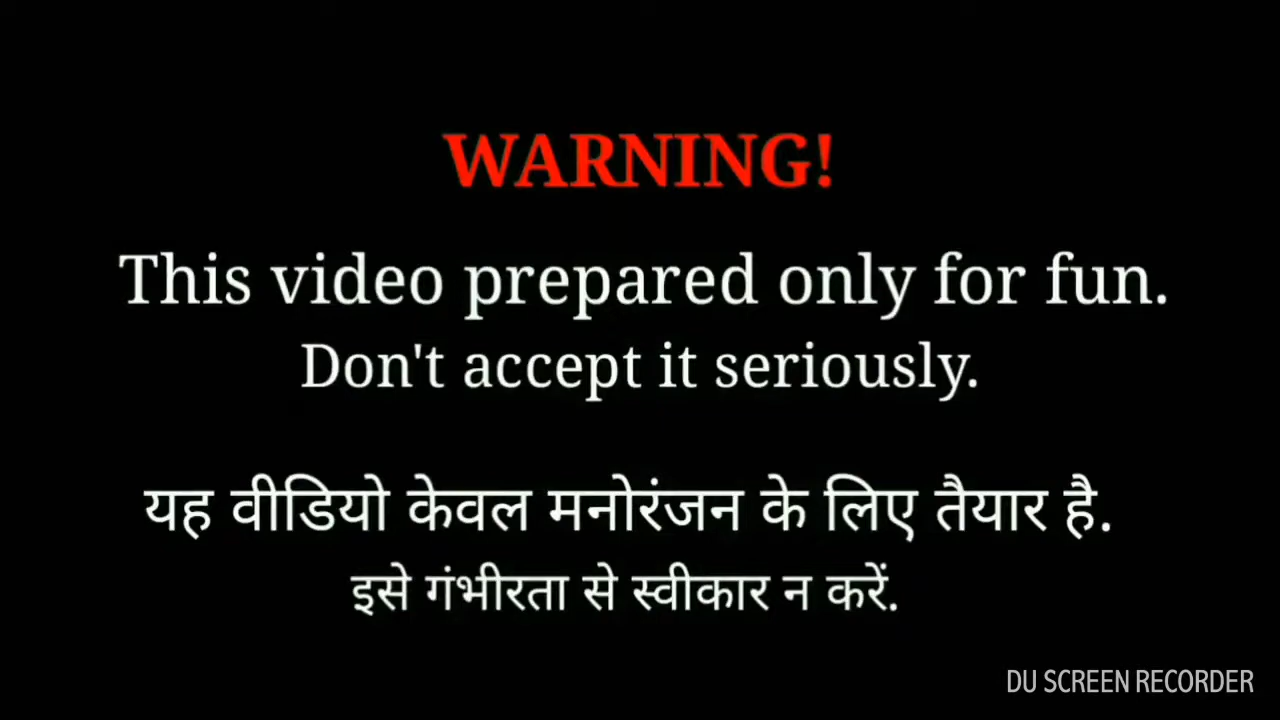 WARNING!
This video prepared only for fun.
Don't accept it seriously.
यह वीडियो केवल मनोरंजन के लिए तैयार है.
इसे गंभीरता से स्वीकार न करें.
DU SCREEN RECORDER